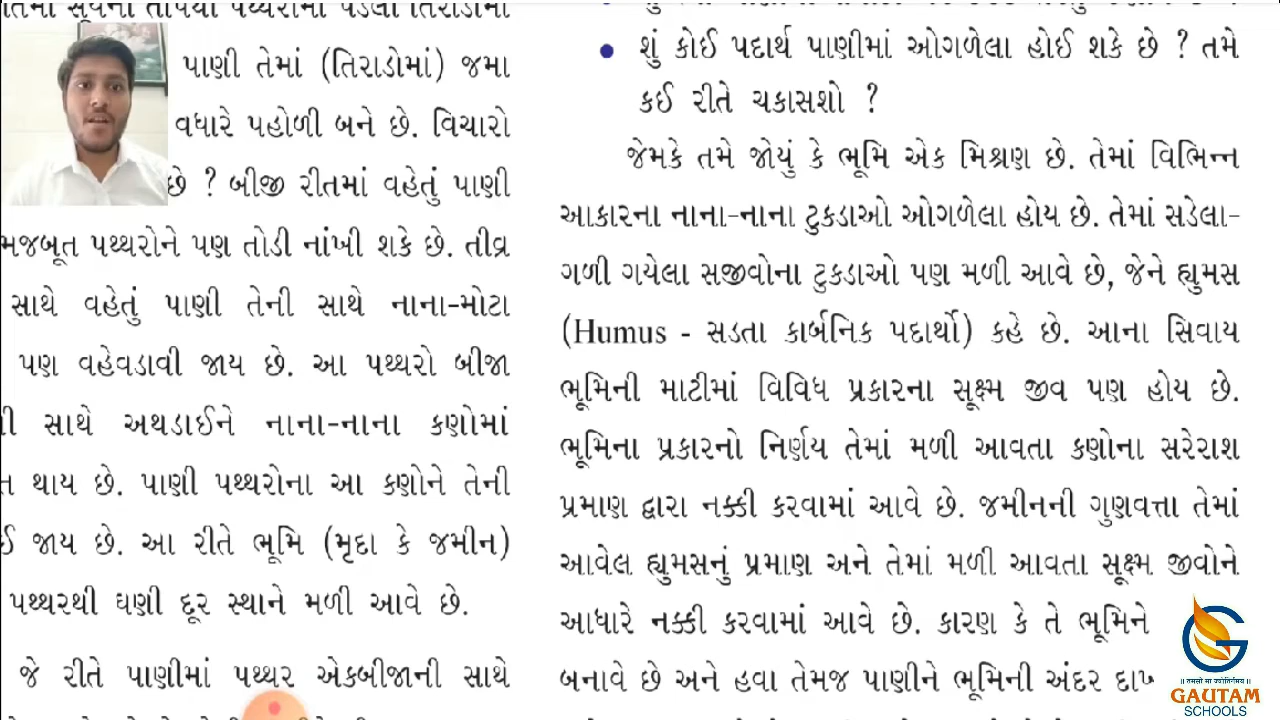 પાણી તેમાં (તિરાડોમાં) જમા
વધારે પહોળી બને છે. વિચારો
છે ? બીજી રીતમાં વહેતું પાણી
મજબૂત પથ્થરોને પણ તોડી નાંખી શકે છે. તીવ્ર
સાથે વહેતું પાણી તેની સાથે નાના-મોટા
પણ વહેવડાવી જાય છે. આ પથ્થરો બીજા
સાથે અથડાઈને નાના-નાના કણોમાં
થાય છે. પાણી પથ્થરોના આ કણોને તેની
જાય છે. આ રીતે ભૂમિ (મૃદા કે જમીન)
પથ્થરથી ઘણી દૂર સ્થાને મળી આવે છે.
જે રીતે પાણીમાં પથ્થર એકબીજાની સાથે
• શું કોઈ પદાર્થ પાણીમાં ઓગળેલા હોઈ શકે છે ? તમે
કઈ રીતે ચકાસશો ?
જેમકે તમે જોયું કે ભૂમિ એક મિશ્રણ છે. તેમાં વિભિન્ન
આકારના નાના-નાના ટુકડાઓ ઓગળેલા હોય છે. તેમાં સડેલા-
ગળી ગયેલા સજીવોના ટુકડાઓ પણ મળી આવે છે, જેને હ્યુમસ
(Humus - સડતા કાર્બનિક પદાર્થો) કહે છે. આના સિવાય
ભૂમિની માટીમાં વિવિધ પ્રકારના સૂક્ષ્મ જીવ પણ હોય છે.
ભૂમિના પ્રકારનો નિર્ણય તેમાં મળી આવતા કણોના સરેરાશ
પ્રમાણ દ્વારા નક્કી કરવામાં આવે છે. જમીનની ગુણવત્તા તેમાં
આવેલ હ્યુમસનું પ્રમાણ અને તેમાં મળી આવતા સૂક્ષ્મ જીવોને
આધારે નક્કી કરવામાં આવે છે. કારણ કે તે ભૂમિને
બનાવે છે અને હવા તેમજ પાણીને ભૂમિની અંદર
॥ તમસો મા જ્યોતિર્ગમય ॥
GAUTAM
SCHOOLS